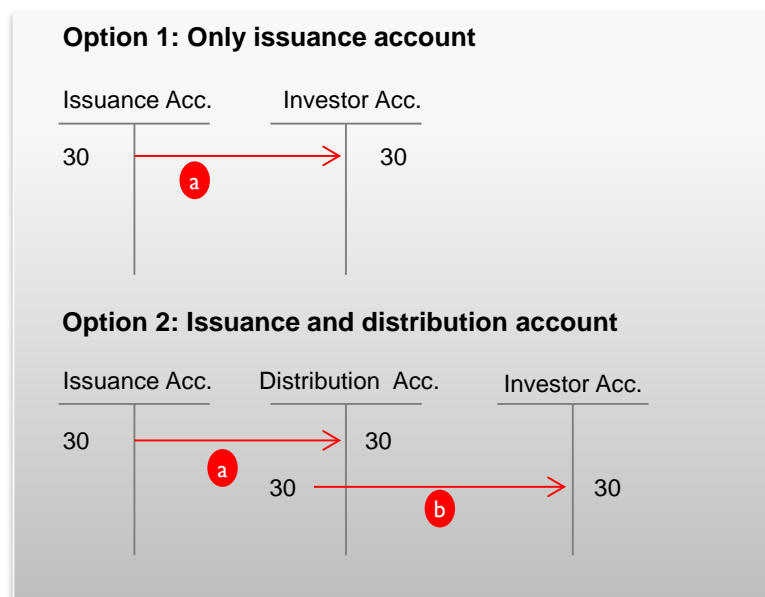 Option 1: Only issuance account
Issuance Acc. Investor Acc.
30 30
a
Option 2: Issuance and distribution account
Issuance Acc. Distribution Acc. Investor Acc.
30 30
a
30 30
b